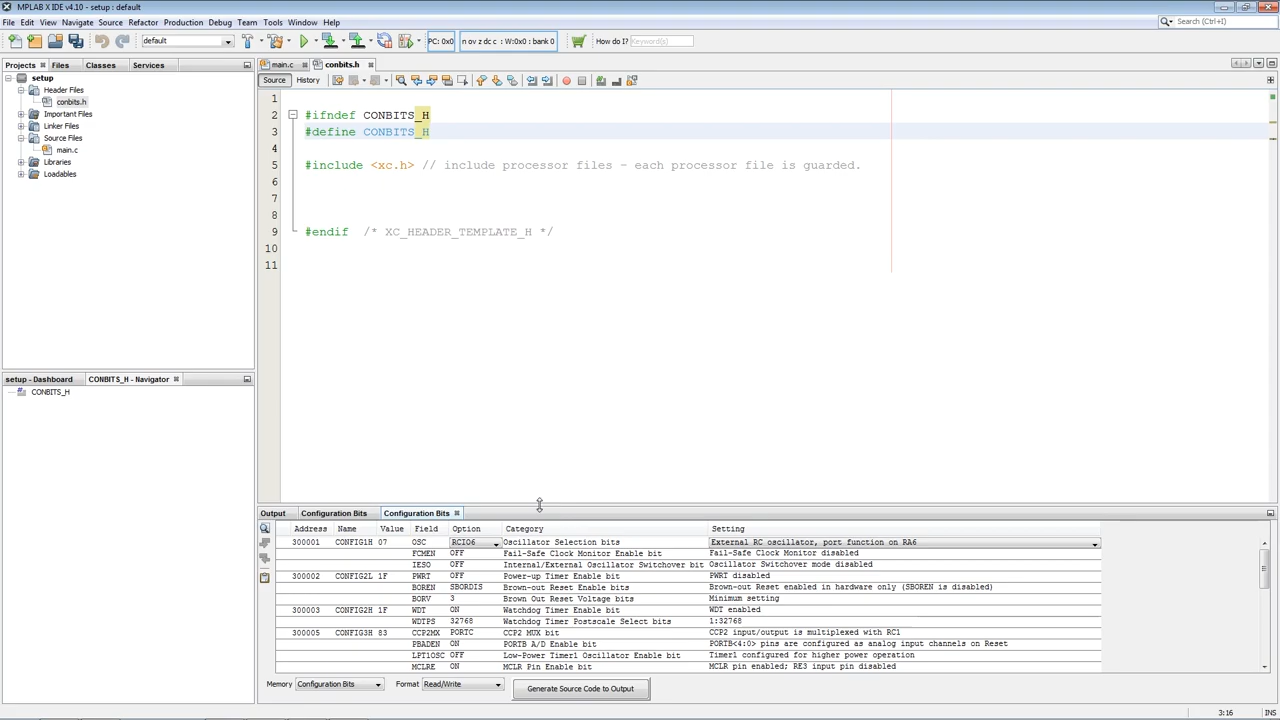 MPLAB X IDE v4.10 - setup : default
File Edit View Navigate Source Refactor Production Debug Team Tools Window Help
Search (Ctrl+I)
default
PC: 0x0
n ov z dc c : W:0x0 : bank 0
How do I?
Keyword(s)
Projects
Files
Classes
Services
main.c
conbits.h
Source
History
setup
Header Files
conbits.h
Important Files
Linker Files
Source Files
main.c
Libraries
Loadables
1
2 #ifndef CONBITS_H
3 #define CONBITS_H
4
5 #include <xc.h> // include processor files - each processor file is guarded.
6
7
8
9 #endif /* XC_HEADER_TEMPLATE_H */
10
11
setup - Dashboard
CONBITS_H - Navigator
CONBITS_H
Output
Configuration Bits
Configuration Bits
Address Name Value Field Option Category Setting
300001 CONFIG1H 07 OSC RCIO6 Oscillator Selection bits External RC oscillator, port function on RA6
FCMEN OFF Fail-Safe Clock Monitor Enable bit Fail-Safe Clock Monitor disabled
IESO OFF Internal/External Oscillator Switchover bit Oscillator Switchover mode disabled
300002 CONFIG2L 1F PWRT OFF Power-up Timer Enable bit PWRT disabled
BOREN SBORDIS Brown-out Reset Enable bits Brown-out Reset enabled in hardware only (SBOREN is disabled)
BORV 3 Brown Out Reset Voltage bits Minimum setting
300003 CONFIG2H 1F WDT ON Watchdog Timer Enable bit WDT enabled
WDTPS 32768 Watchdog Timer Postscale Select bits 1:32768
300005 CONFIG3H 83 CCP2MX PORTC CCP2 MUX bit CCP2 input/output is multiplexed with RC1
PBADEN ON PORTB A/D Enable bit PORTB<4:0> pins are configured as analog input channels on Reset
LPT1OSC OFF Low-Power Timer1 Oscillator Enable bit Timer1 configured for higher power operation
MCLRE ON MCLR Pin Enable bit MCLR pin enabled; RE3 input pin disabled
Memory Configuration Bits Format Read/Write Generate Source Code to Output
3:16 INS